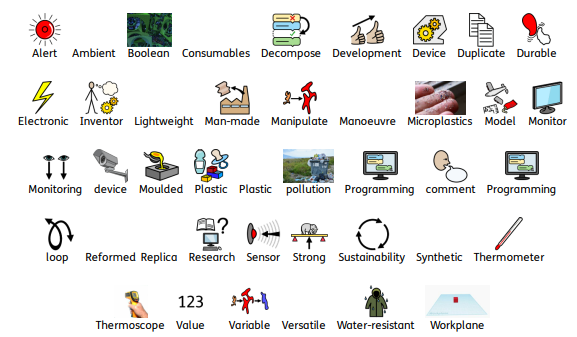 Alert Ambient Boolean Consumables Decompose Development Device Duplicate Durable
Electronic Inventor Lightweight Man-made Manipulate Manoeuvre Microplastics Model Monitor
Monitoring device Moulded Plastic Plastic pollution Programming comment Programming
?
loop Reformed Replica Research Sensor Strong Sustainability Synthetic Thermometer
123
Thermoscope Value Variable Versatile Water-resistant Workplane